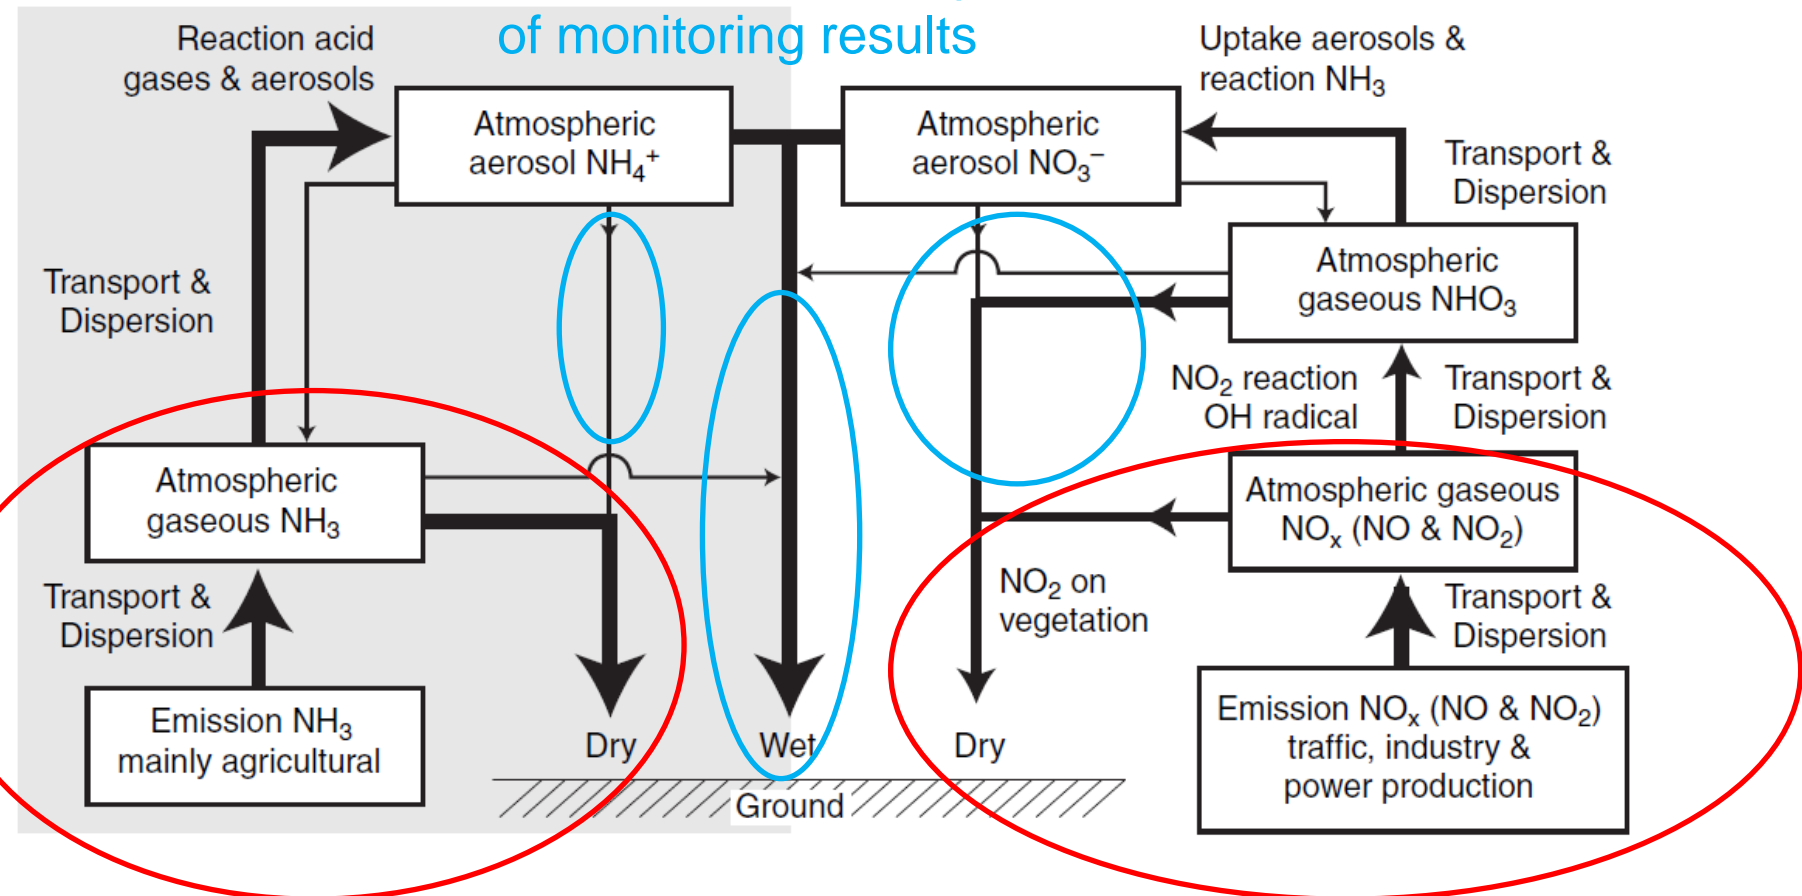 of monitoring results
Reaction acid
gases & aerosols
Uptake aerosols &
reaction NH₃
Atmospheric
aerosol NH₄⁺
Atmospheric
aerosol NO₃⁻
Transport &
Dispersion
Atmospheric
gaseous NHO₃
Transport &
Dispersion
NO₂ reaction
OH radical
Transport &
Dispersion
Atmospheric
gaseous NH₃
Atmospheric gaseous
NOₓ (NO & NO₂)
NO₂ on
vegetation
Transport &
Dispersion
Transport &
Dispersion
Emission NH₃
mainly agricultural
Emission NOₓ (NO & NO₂)
traffic, industry &
power production
Dry
Wet
Dry
Ground